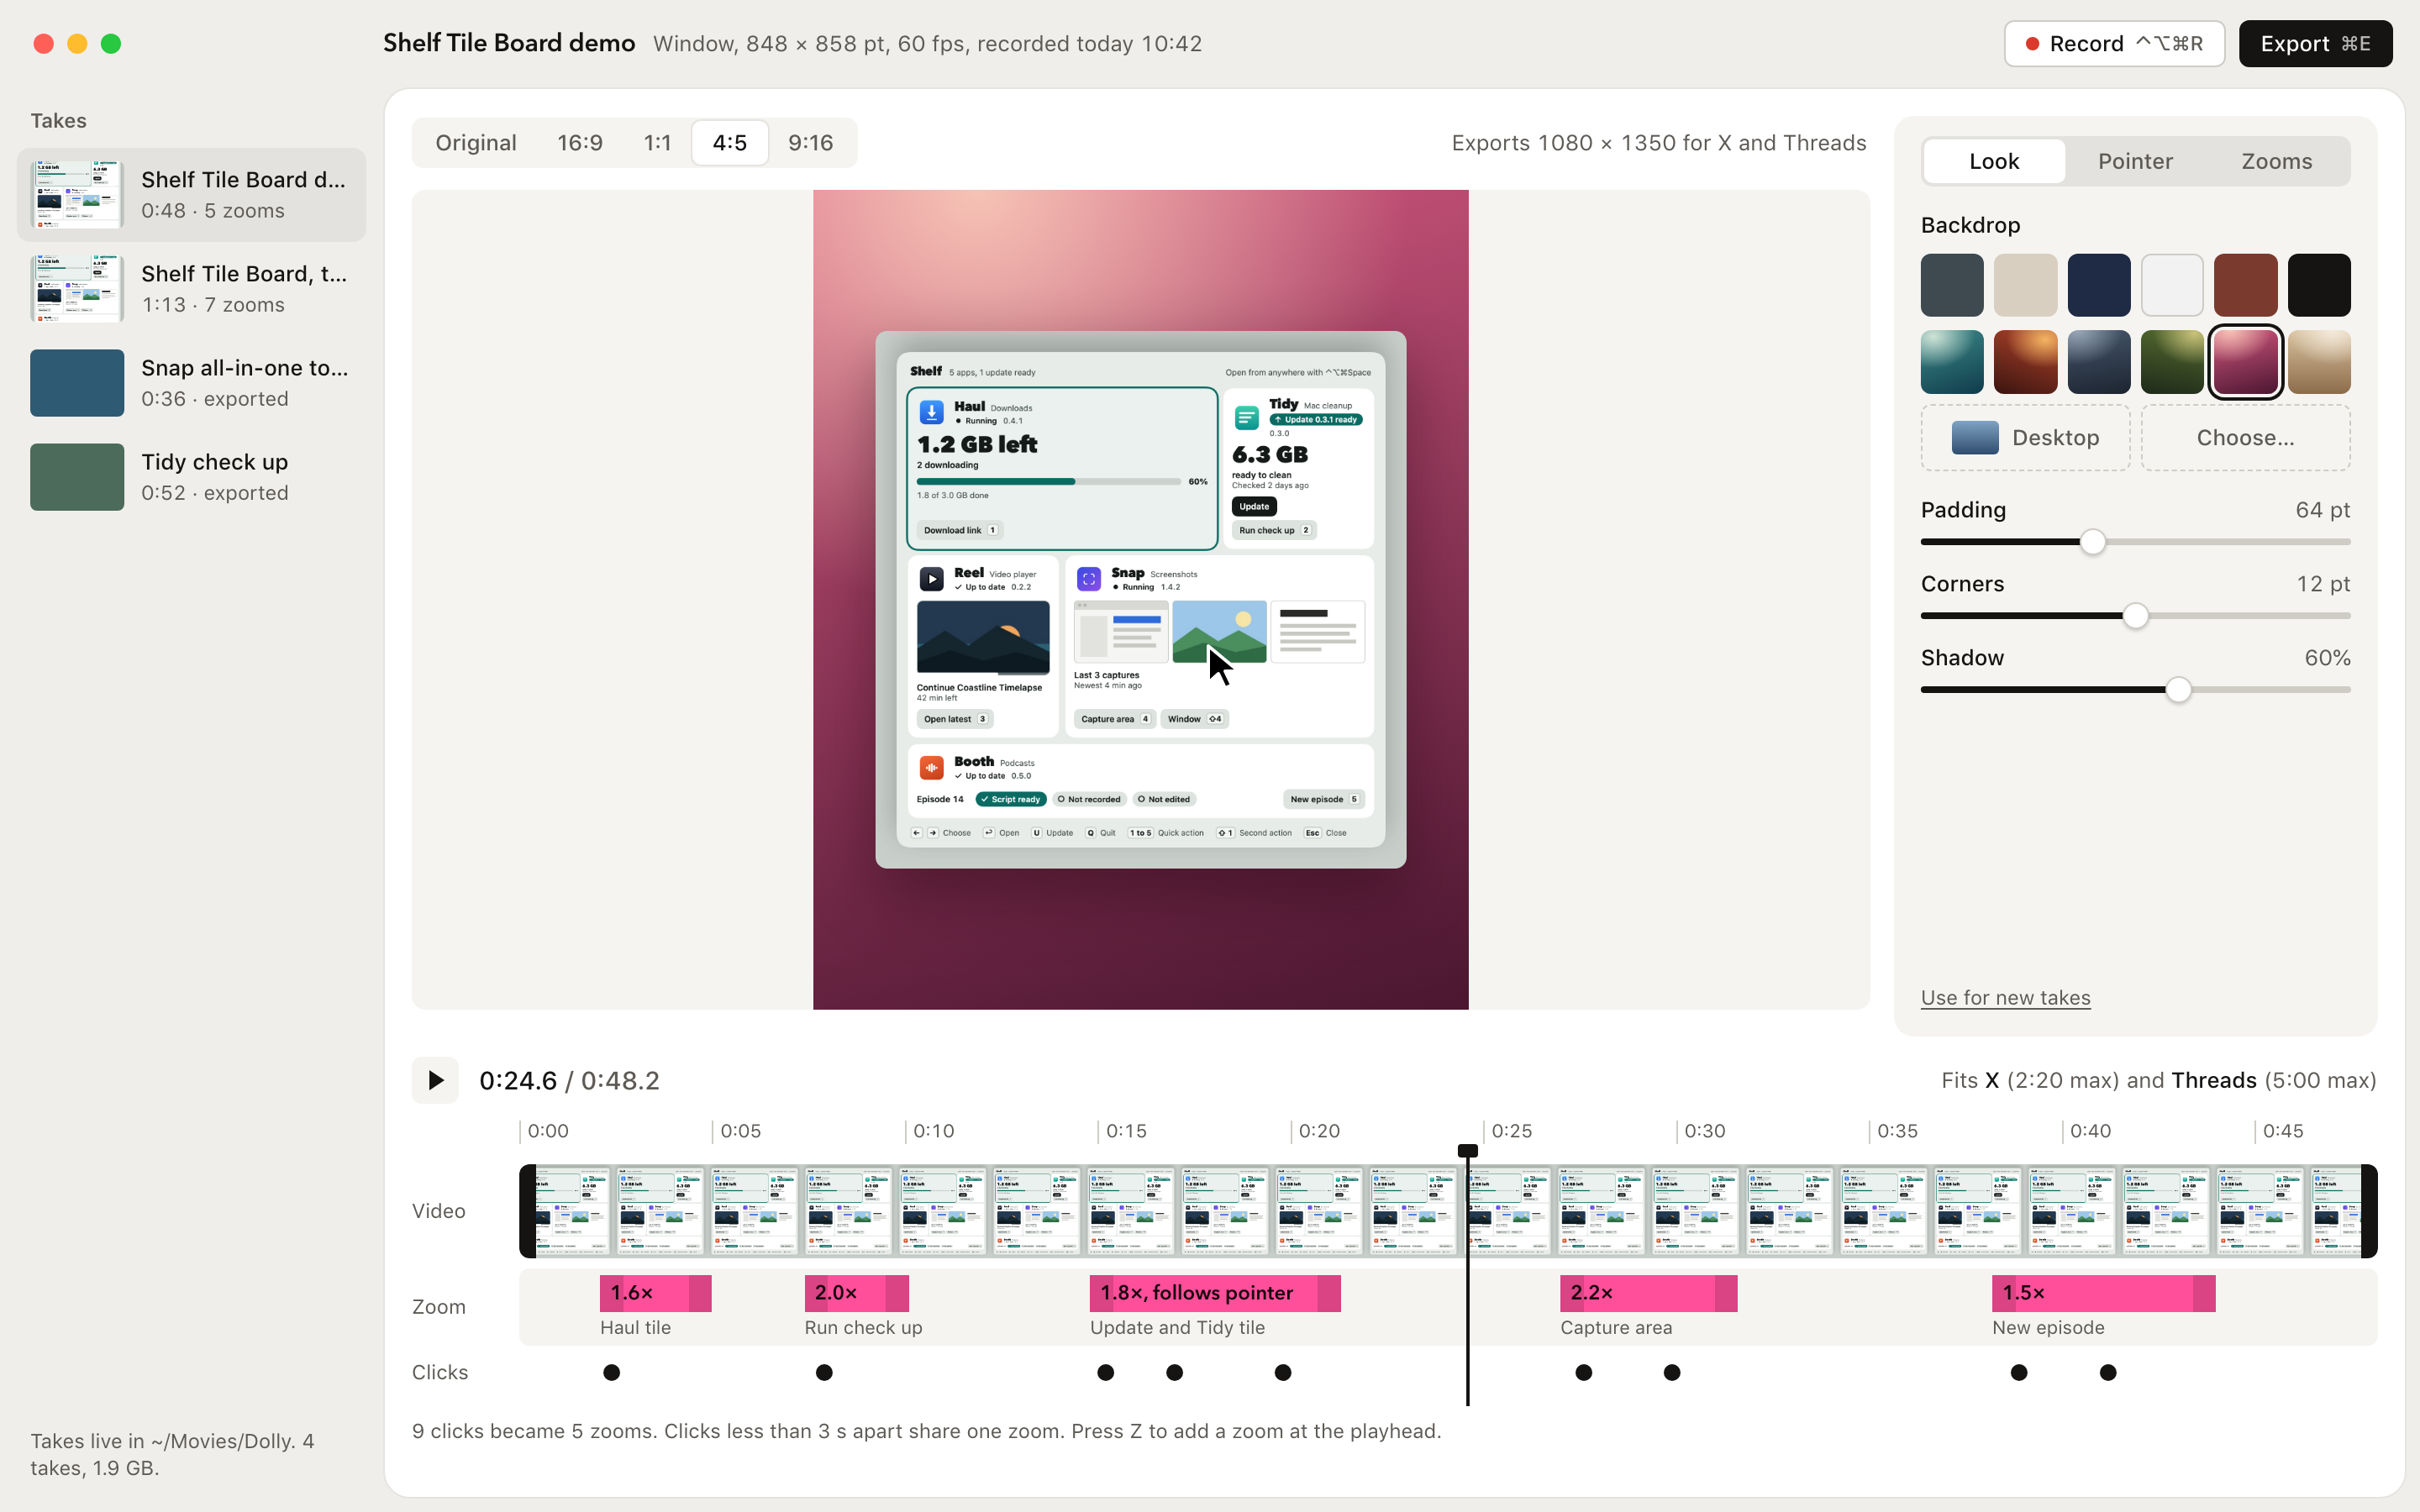 Shelf Tile Board demo Window, 848 × 858 pt, 60 fps, recorded today 10:42
Record ^⌥⌘R
Export ⌘E
Takes
Shelf Tile Board d...
0:48 · 5 zooms
Shelf Tile Board, t...
1:13 · 7 zooms
Snap all-in-one to...
0:36 · exported
Tidy check up
0:52 · exported
Takes live in ~/Movies/Dolly. 4
takes, 1.9 GB.
Original 16:9 1:1 4:5 9:16
Exports 1080 × 1350 for X and Threads
Shelf 5 apps, 1 update ready
Open from anywhere with ^⌥⌘Space
Haul Downloads
Running 0.4.1
1.2 GB left
2 downloading
60%
1.8 of 3.0 GB done
Download link 1
Tidy Mac cleanup
↑ Update 0.3.1 ready
0.3.0
6.3 GB
ready to clean
Checked 2 days ago
Update
Run check up 2
Reel Video player
✓ Up to date 0.2.2
Continue Coastline Timelapse
42 min left
Open latest 3
Snap Screenshots
Running 1.4.2
Last 3 captures
Newest 4 min ago
Capture area 4 Window ⇧4
Booth Podcasts
✓ Up to date 0.5.0
Episode 14 ✓ Script ready Not recorded Not edited New episode 5
← → Choose ↩ Open U Update Q Quit 1 to 5 Quick action ⇧ 1 Second action Esc Close
Look Pointer Zooms
Backdrop
Desktop Choose...
Padding 64 pt
Corners 12 pt
Shadow 60%
Use for new takes
0:24.6 / 0:48.2
Fits X (2:20 max) and Threads (5:00 max)
0:00 0:05 0:10 0:15 0:20 0:25 0:30 0:35 0:40 0:45
Video
Zoom
1.6× 2.0× 1.8×, follows pointer 2.2× 1.5×
Haul tile Run check up Update and Tidy tile Capture area New episode
Clicks
9 clicks became 5 zooms. Clicks less than 3 s apart share one zoom. Press Z to add a zoom at the playhead.